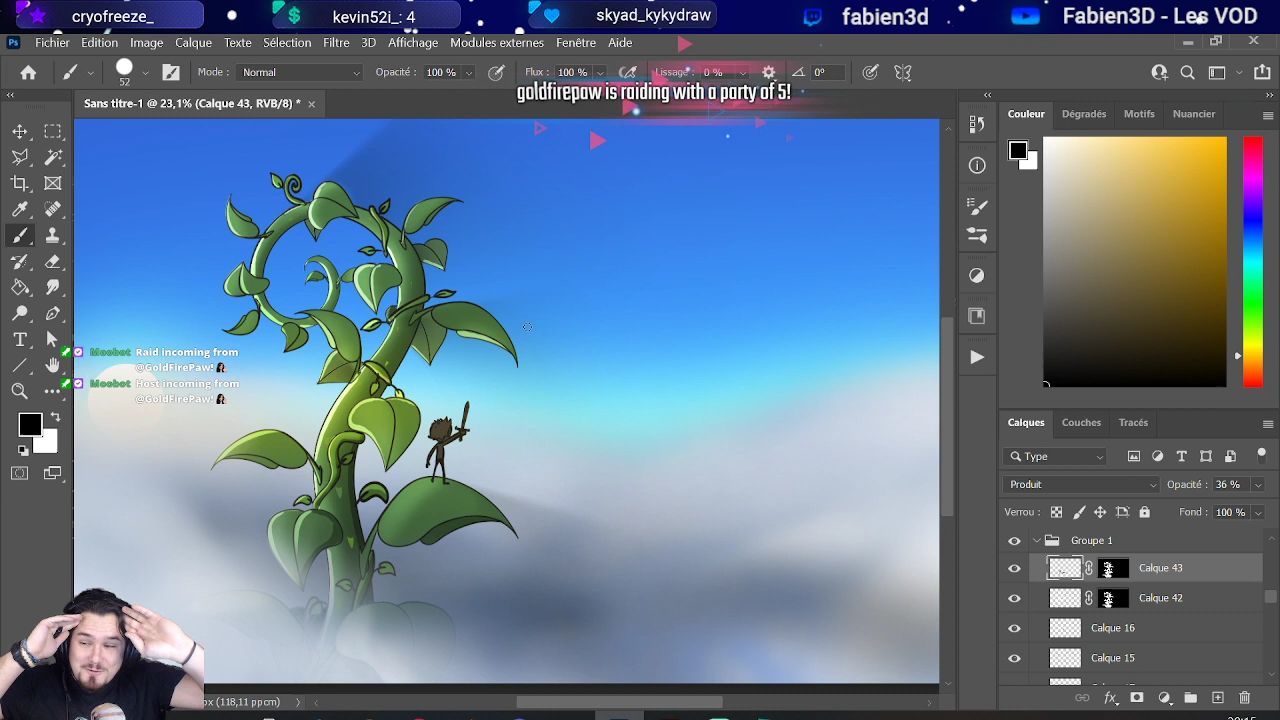 cryofreeze_
kevin52i_: 4
skyad_kykydraw
fabien3d
Fabien3D - Les VOD
Ps
Fichier Edition Image Calque Texte Sélection Filtre 3D Affichage Modules externes Fenêtre Aide
52
Mode : Normal
Opacité : 100 %
Flux : 100 %
Lissage : 0 %
0°
goldfirepaw is raiding with a party of 5!
Sans titre-1 @ 23,1% (Calque 43, RVB/8) *
Couleur Dégradés Motifs Nuancier
Moobot Raid incoming from
@GoldFirePaw!
Moobot Host incoming from
@GoldFirePaw!
Calques Couches Tracés
Type
Produit
Opacité : 36 %
Verrou :
Fond : 100 %
Groupe 1
Calque 43
Calque 42
Calque 16
Calque 15
px (118,11 ppcm)